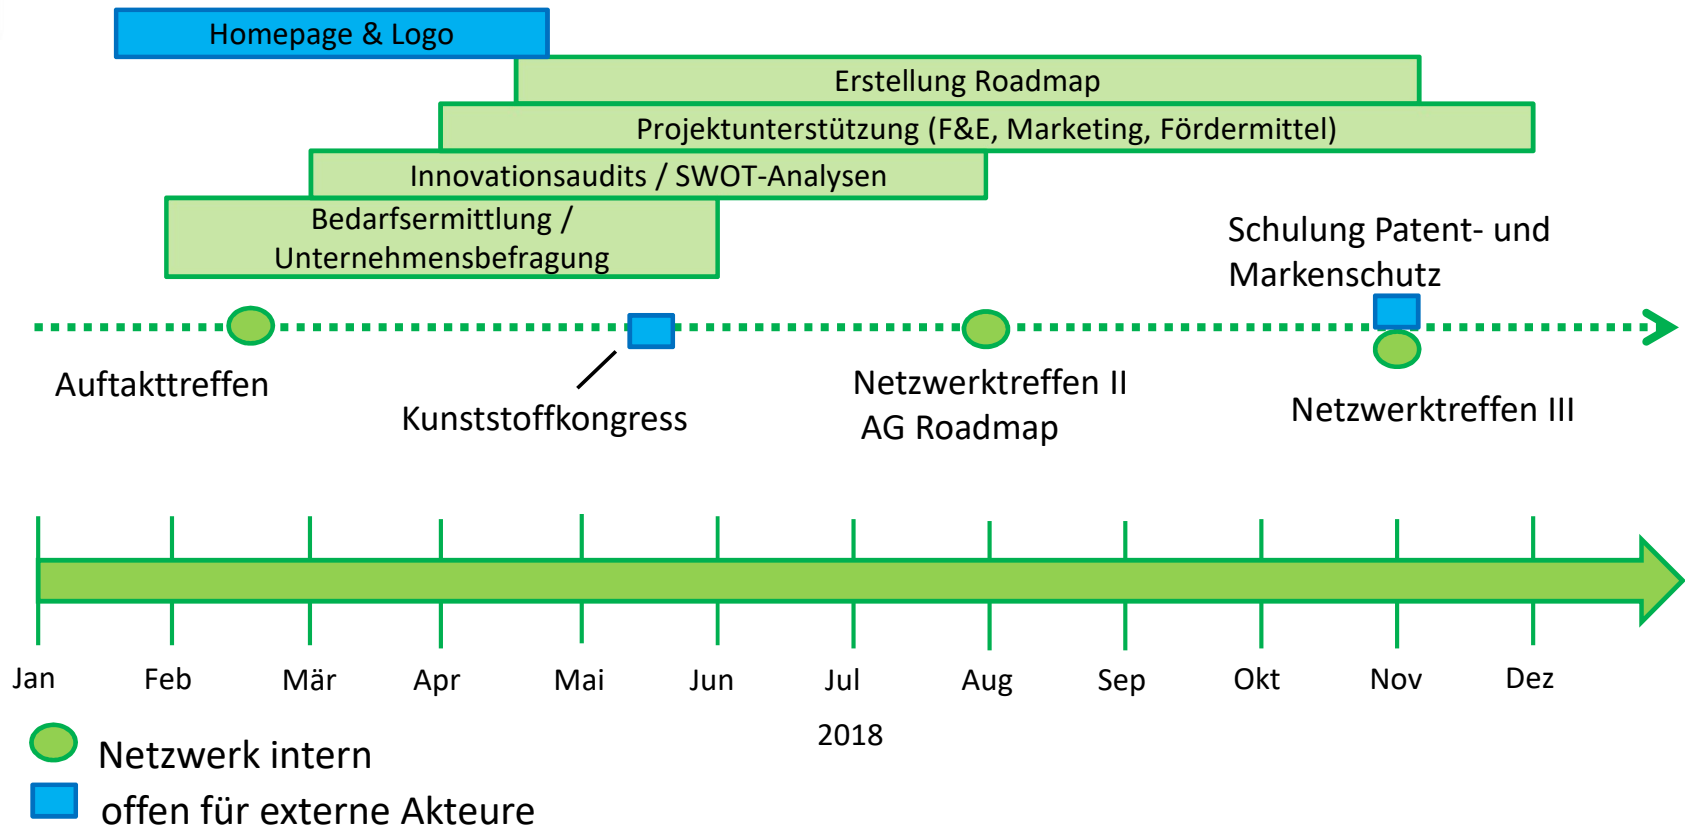 Homepage & Logo
Erstellung Roadmap
Projektunterstützung (F&E, Marketing, Fördermittel)
Innovationsaudits / SWOT-Analysen
Bedarfsermittlung /
Unternehmensbefragung
Schulung Patent- und
Markenschutz
Auftakttreffen
Kunststoffkongress
Netzwerktreffen II
AG Roadmap
Netzwerktreffen III
Jan Feb Mär Apr Mai Jun Jul Aug Sep Okt Nov Dez
2018
Netzwerk intern
offen für externe Akteure